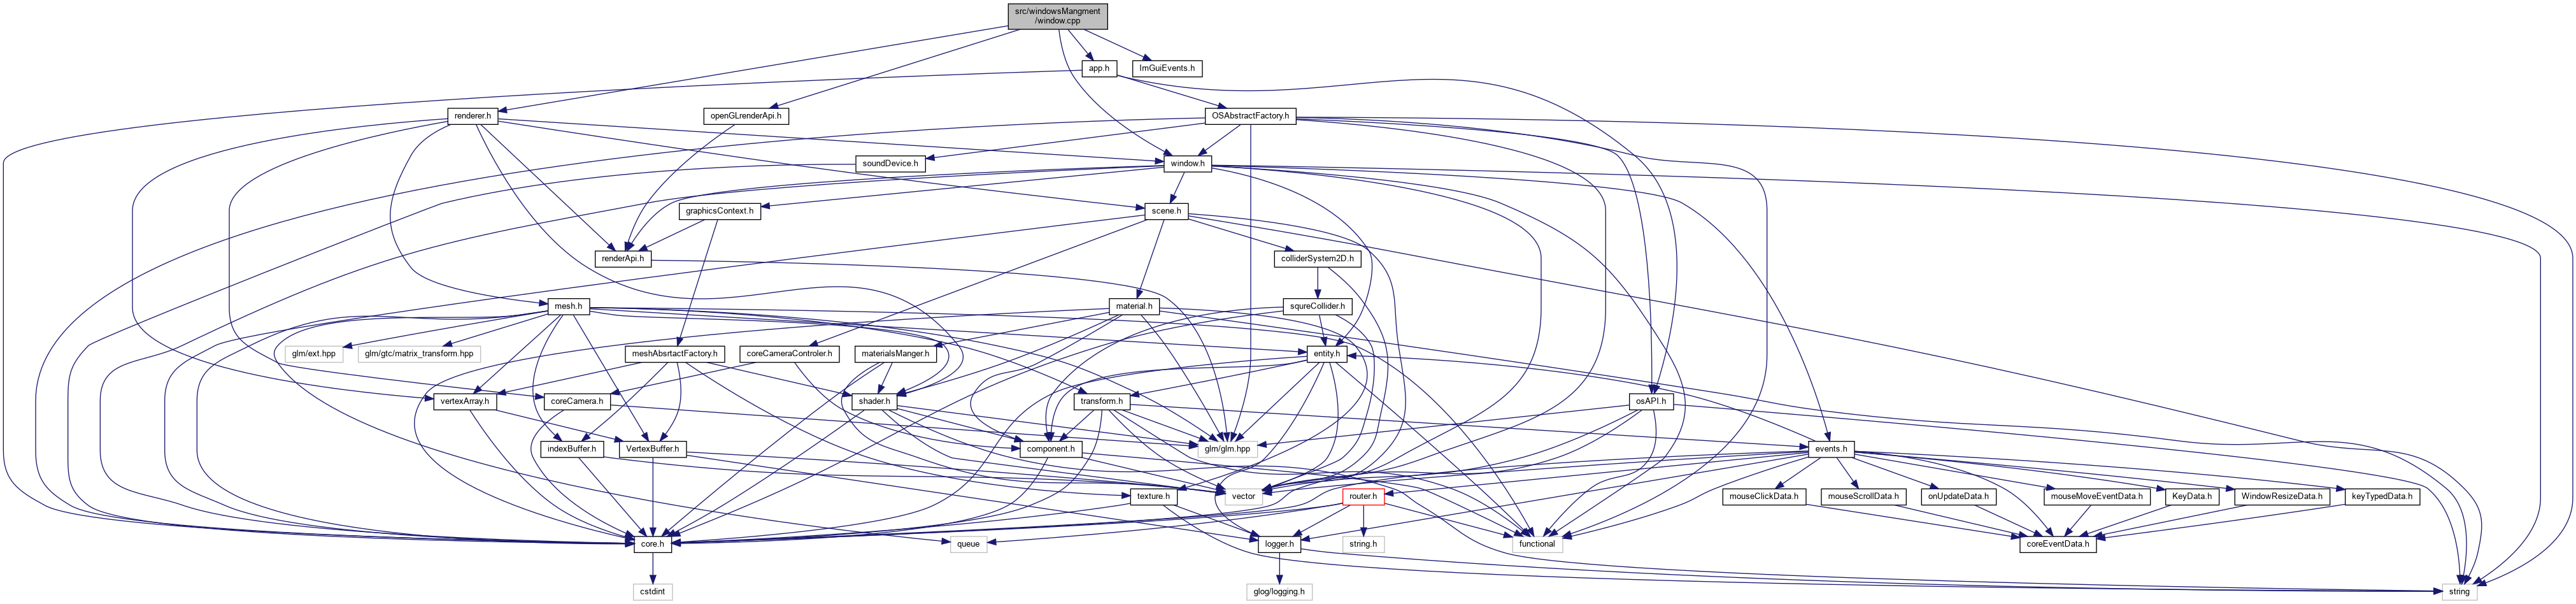 src/windowsMangment
/window.cpp
app.h
ImGuiEvents.h
renderer.h
openGLrenderApi.h
OSAbstractFactory.h
soundDevice.h
window.h
graphicsContext.h
scene.h
renderApi.h
colliderSystem2D.h
mesh.h
material.h
squreCollider.h
glm/ext.hpp
glm/gtc/matrix_transform.hpp
meshAbsrtactFactory.h
coreCameraControler.h
materialsManger.h
entity.h
vertexArray.h
coreCamera.h
shader.h
transform.h
osAPI.h
indexBuffer.h
VertexBuffer.h
component.h
glm/glm.hpp
events.h
texture.h
vector
router.h
mouseClickData.h
mouseScrollData.h
onUpdateData.h
mouseMoveEventData.h
KeyData.h
WindowResizeData.h
keyTypedData.h
core.h
queue
logger.h
string.h
functional
coreEventData.h
cstdint
glog/logging.h
string